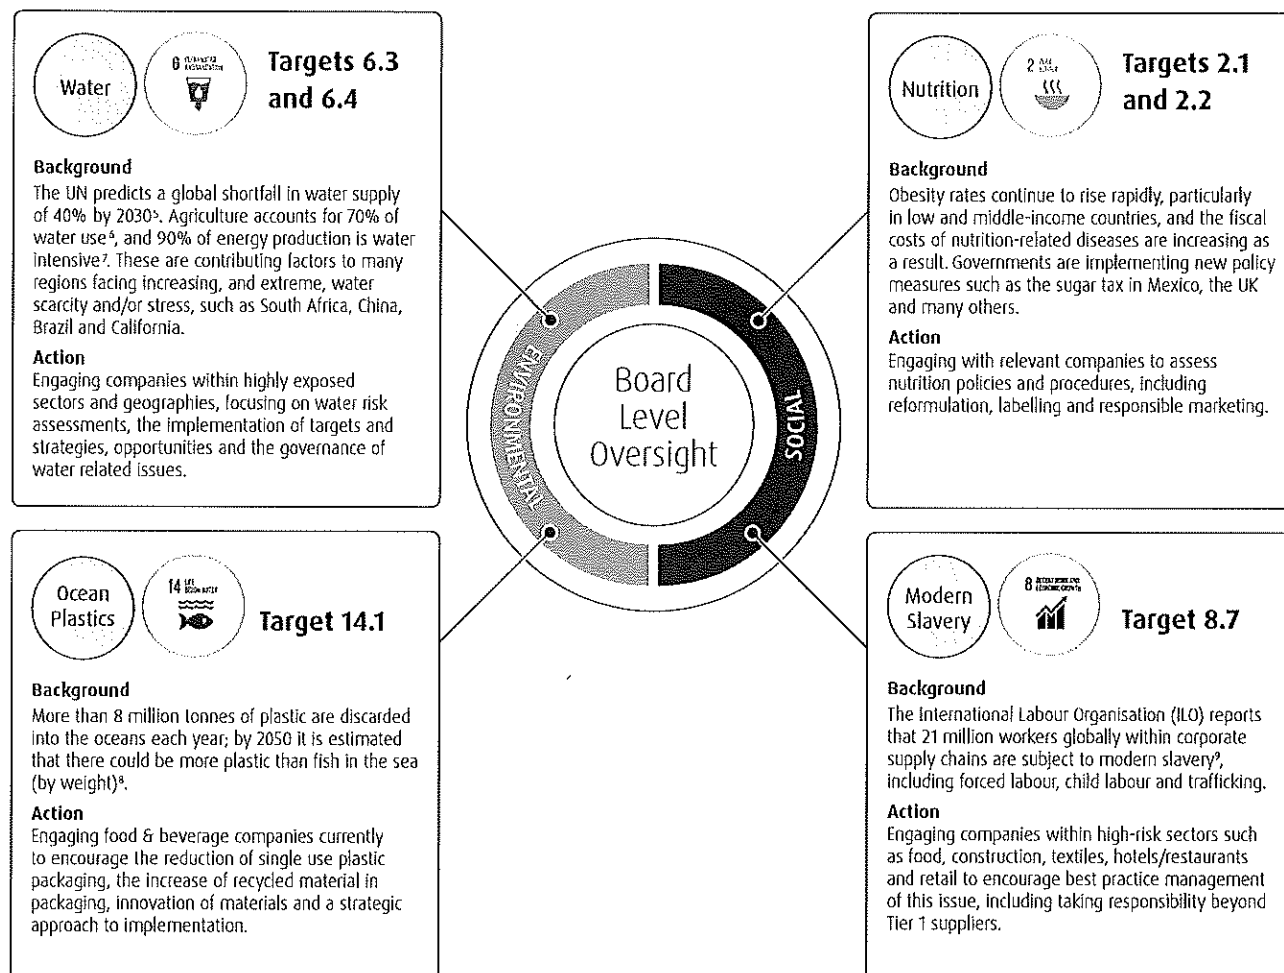 Water
6
Targets 6.3
and 6.4
Background
The UN predicts a global shortfall in water supply
of 40% by 2030⁵. Agriculture accounts for 70% of
water use⁶, and 90% of energy production is water
intensive⁷. These are contributing factors to many
regions facing increasing, and extreme, water
scarcity and/or stress, such as South Africa, China,
Brazil and California.
Action
Engaging companies within highly exposed
sectors and geographies, focusing on water risk
assessments, the implementation of targets and
strategies, opportunities and the governance of
water related issues.
Nutrition
2
Targets 2.1
and 2.2
Background
Obesity rates continue to rise rapidly, particularly
in low and middle-income countries, and the fiscal
costs of nutrition-related diseases are increasing as
a result. Governments are implementing new policy
measures such as the sugar tax in Mexico, the UK
and many others.
Action
Engaging with relevant companies to assess
nutrition policies and procedures, including
reformulation, labelling and responsible marketing.
ENVIRONMENTAL
Board
Level
Oversight
SOCIAL
Ocean
Plastics
14 LIFE
BELOW WATER
Target 14.1
Background
More than 8 million tonnes of plastic are discarded
into the oceans each year; by 2050 it is estimated
that there could be more plastic than fish in the sea
(by weight)⁸.
Action
Engaging food & beverage companies currently
to encourage the reduction of single use plastic
packaging, the increase of recycled material in
packaging, innovation of materials and a strategic
approach to implementation.
Modern
Slavery
8 DECENT WORK AND
ECONOMIC GROWTH
Target 8.7
Background
The International Labour Organisation (ILO) reports
that 21 million workers globally within corporate
supply chains are subject to modern slavery⁹,
including forced labour, child labour and trafficking.
Action
Engaging companies within high-risk sectors such
as food, construction, textiles, hotels/restaurants
and retail to encourage best practice management
of this issue, including taking responsibility beyond
Tier 1 suppliers.